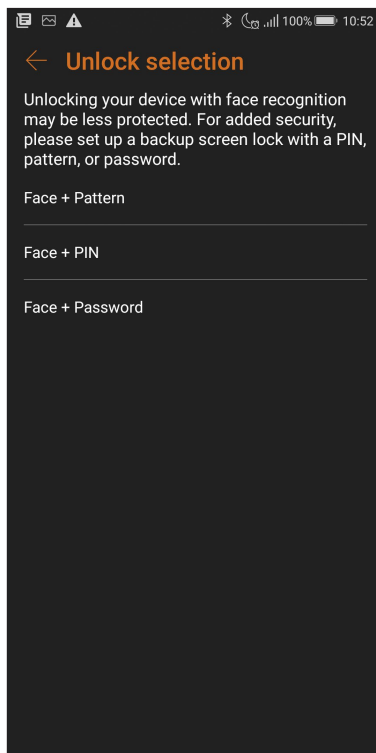 100% 10:52
Unlock selection
Unlocking your device with face recognition
may be less protected. For added security,
please set up a backup screen lock with a PIN,
pattern, or password.
Face + Pattern
Face + PIN
Face + Password